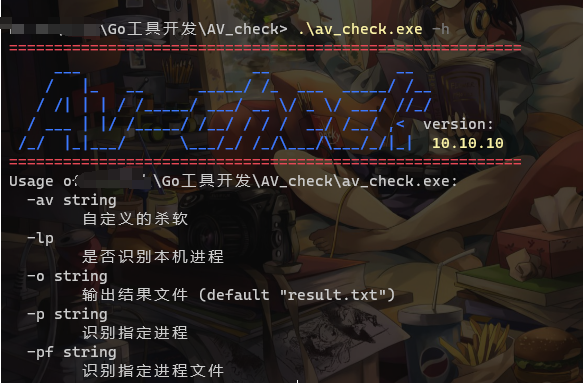 \Go工具开发\AV_check> .\av_check.exe -h
==========================================================
version:
10.10.10
==========================================================
Usage of \Go工具开发\AV_check\av_check.exe:
-av string
自定义的杀软
-lp
是否识别本机进程
-o string
输出结果文件 (default "result.txt")
-p string
识别指定进程
-pf string
识别指定进程文件